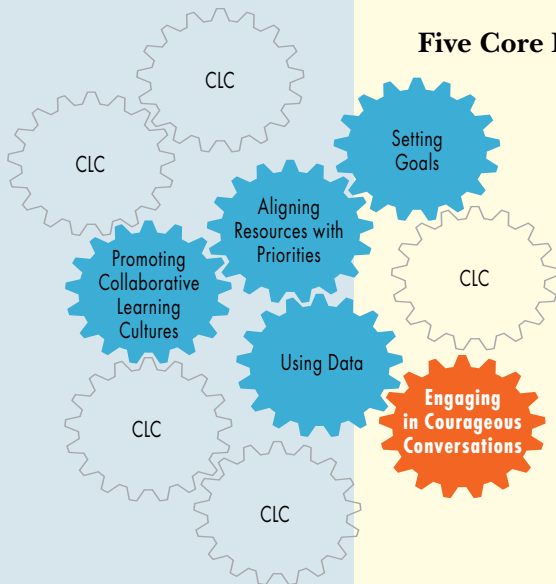 Five Core
CLC
Setting
Goals
CLC
Aligning
Resources with
Priorities
Promoting
Collaborative
Learning
Cultures
CLC
Using Data
Engaging
in Courageous
Conversations
CLC
CLC